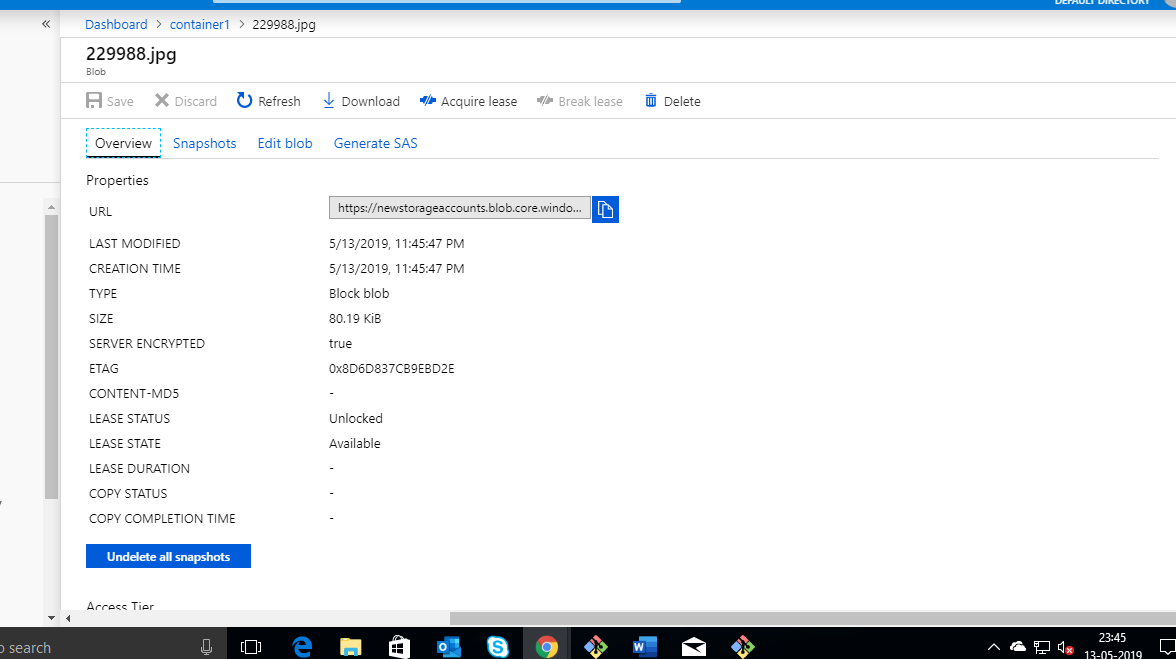 DEFAULT DIRECTORY
«
Dashboard > container1 > 229988.jpg
229988.jpg
Blob
Save Discard Refresh Download Acquire lease Break lease Delete
Overview Snapshots Edit blob Generate SAS
Properties
URL https://newstorageaccounts.blob.core.windo...
LAST MODIFIED 5/13/2019, 11:45:47 PM
CREATION TIME 5/13/2019, 11:45:47 PM
TYPE Block blob
SIZE 80.19 KiB
SERVER ENCRYPTED true
ETAG 0x8D6D837CB9EBD2E
CONTENT-MD5 -
LEASE STATUS Unlocked
LEASE STATE Available
LEASE DURATION -
COPY STATUS -
COPY COMPLETION TIME -
Undelete all snapshots
Access Tier
search
23:45
13-05-2019